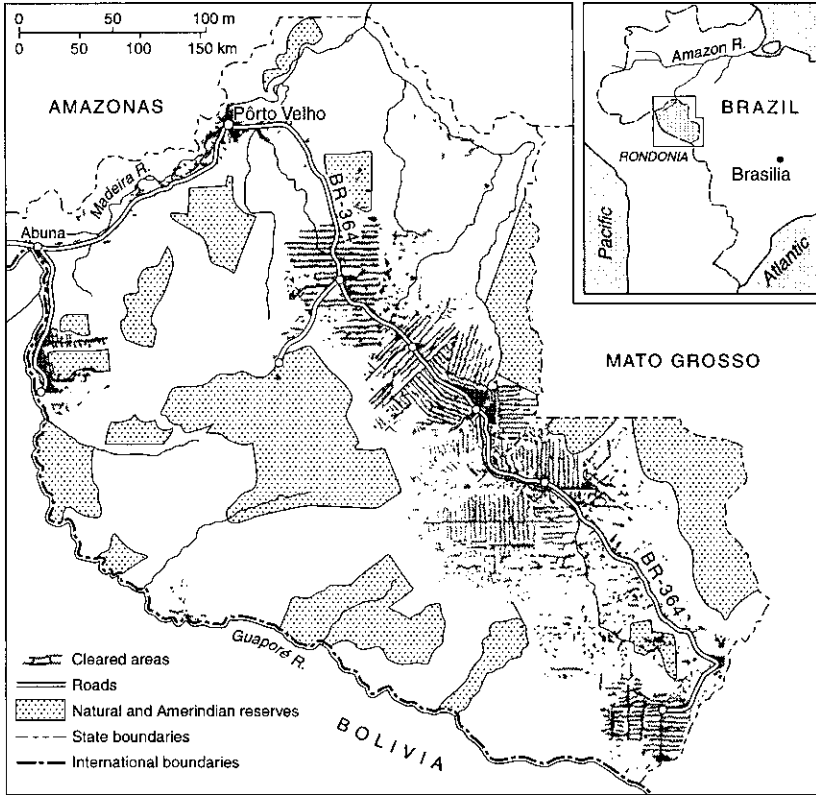 0 50 100 m
0 50 100 150 km
AMAZONAS
Pôrto Velho
Madeira R.
Abuna
BR-364
Amazon R.
BRAZIL
RONDONIA
Brasilia
Pacific
Atlantic
MATO GROSSO
BR-364
Guaporé R.
BOLIVIA
Cleared areas
Roads
Natural and Amerindian reserves
State boundaries
International boundaries